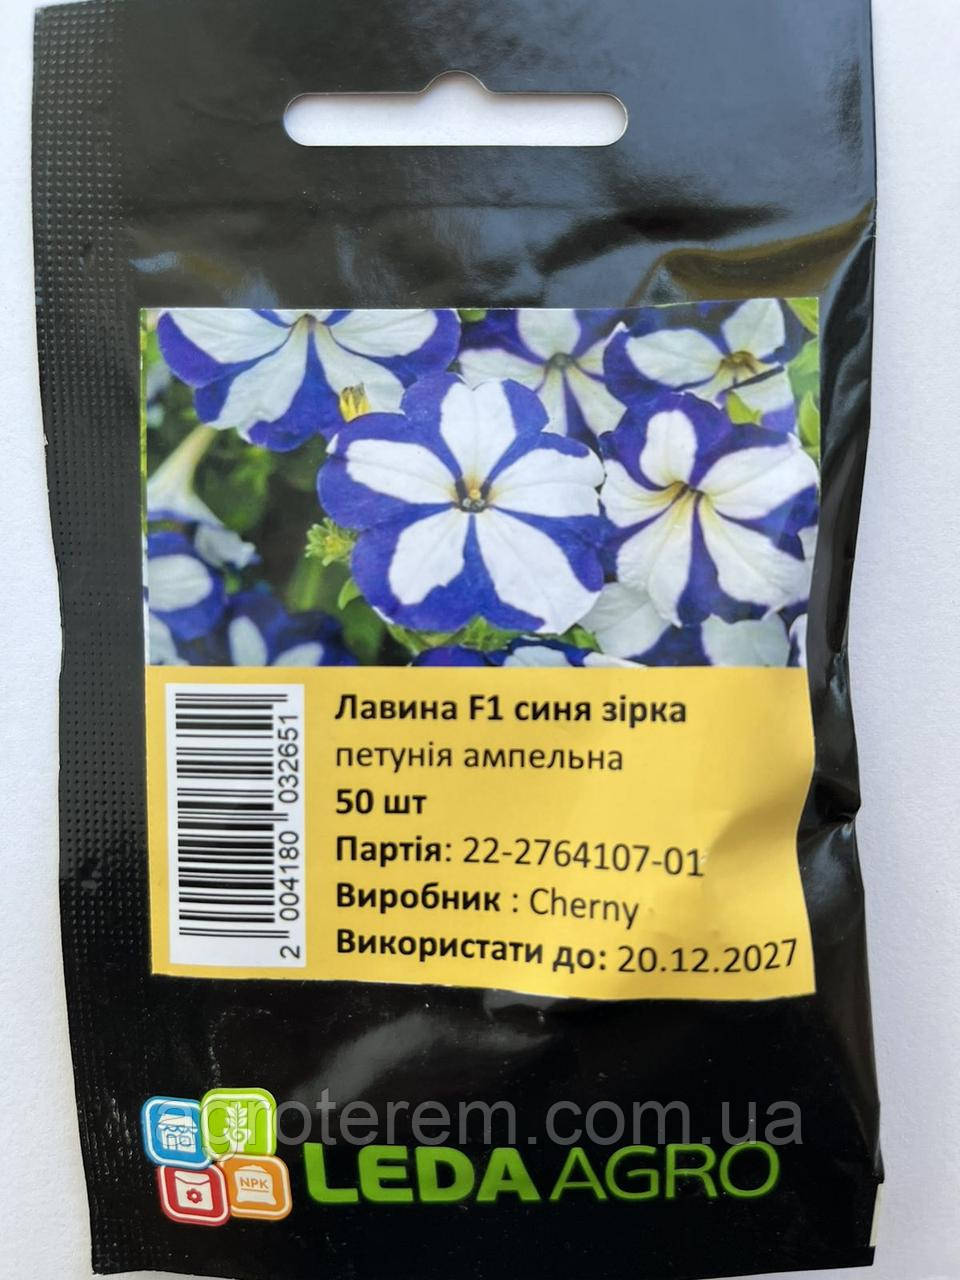 Лавина F1 синя зірка
петунія ампельна
50 шт
Партія: 22-2764107-01
Виробник : Cherny
Використати до: 20.12.2027
2 004180 032651
agroterem.com.ua
NPK
LEDA AGRO